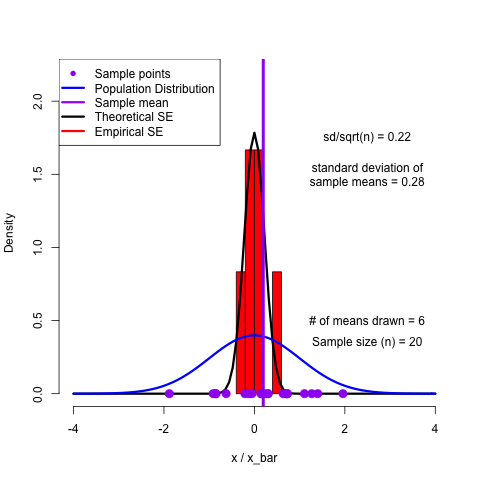 Sample points
Population Distribution
Sample mean
Theoretical SE
Empirical SE
sd/sqrt(n) = 0.22
standard deviation of
sample means = 0.28
# of means drawn = 6
Sample size (n) = 20
Density
0.0
0.5
1.0
1.5
2.0
-4
-2
0
2
4
x / x_bar